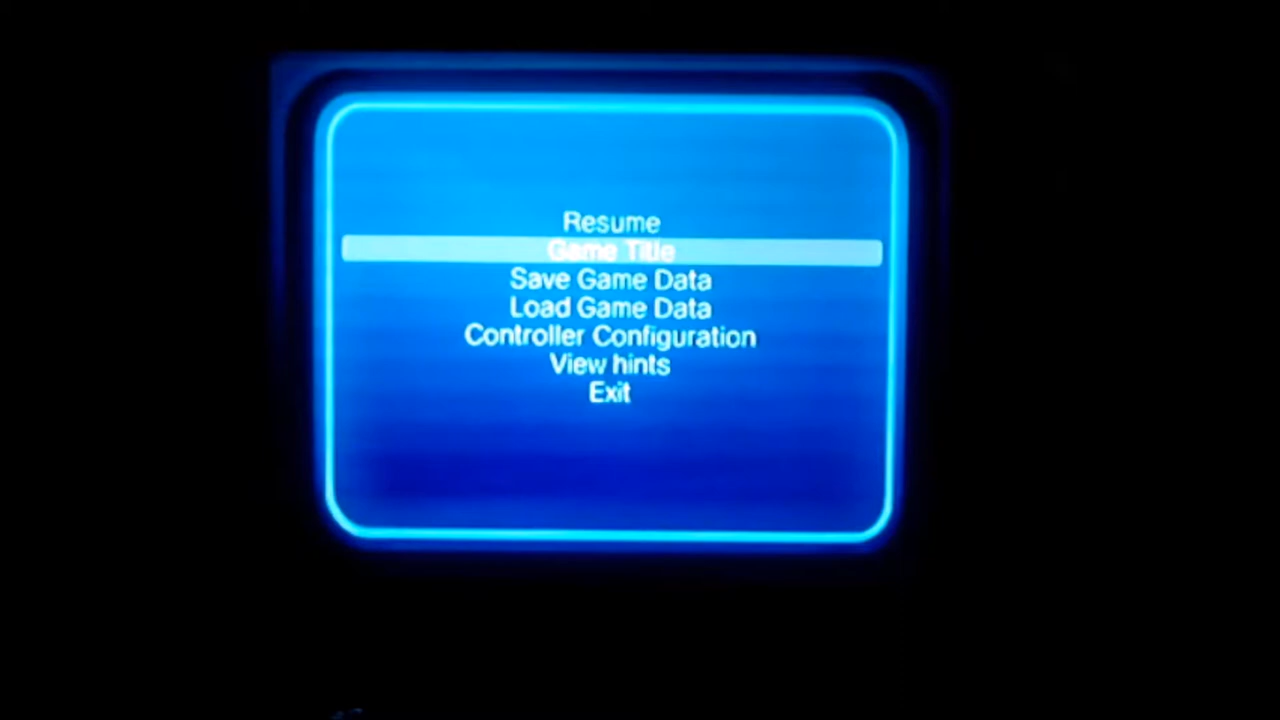 Resume
Game Title
Save Game Data
Load Game Data
Controller Configuration
View hints
Exit